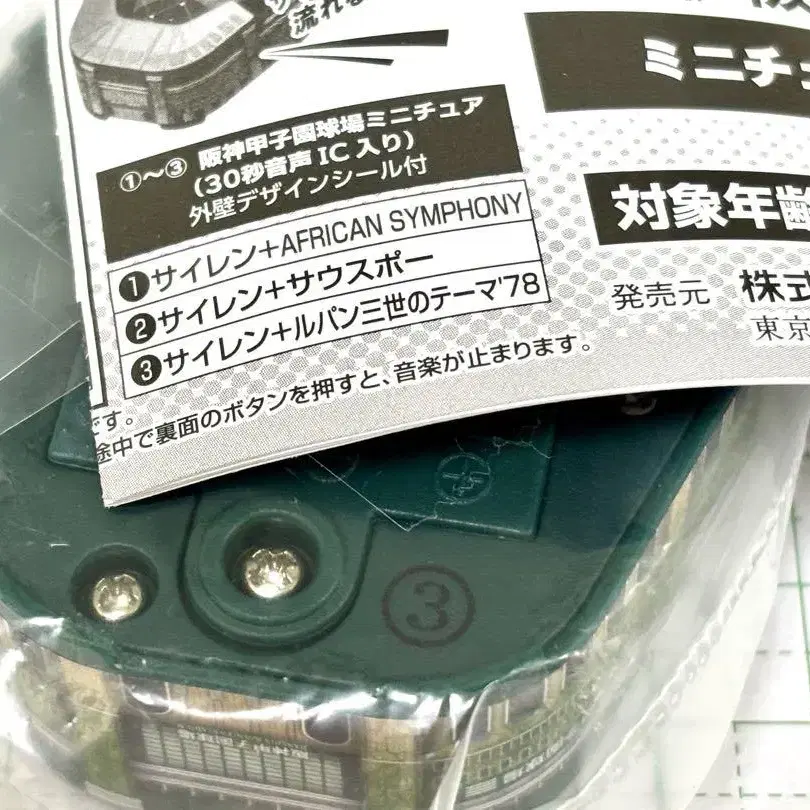 流れ
ミニチュ
①〜③ 阪神甲子園球場ミニチュア
(30秒音声IC入り)
外壁デザインシール付
❶サイレン+AFRICAN SYMPHONY
❷サイレン+サウスポー
❸サイレン+ルパン三世のテーマ'78
対象年齢
発売元 株式
東京
です。
途中で裏面のボタンを押すと、音楽が止まります。
③